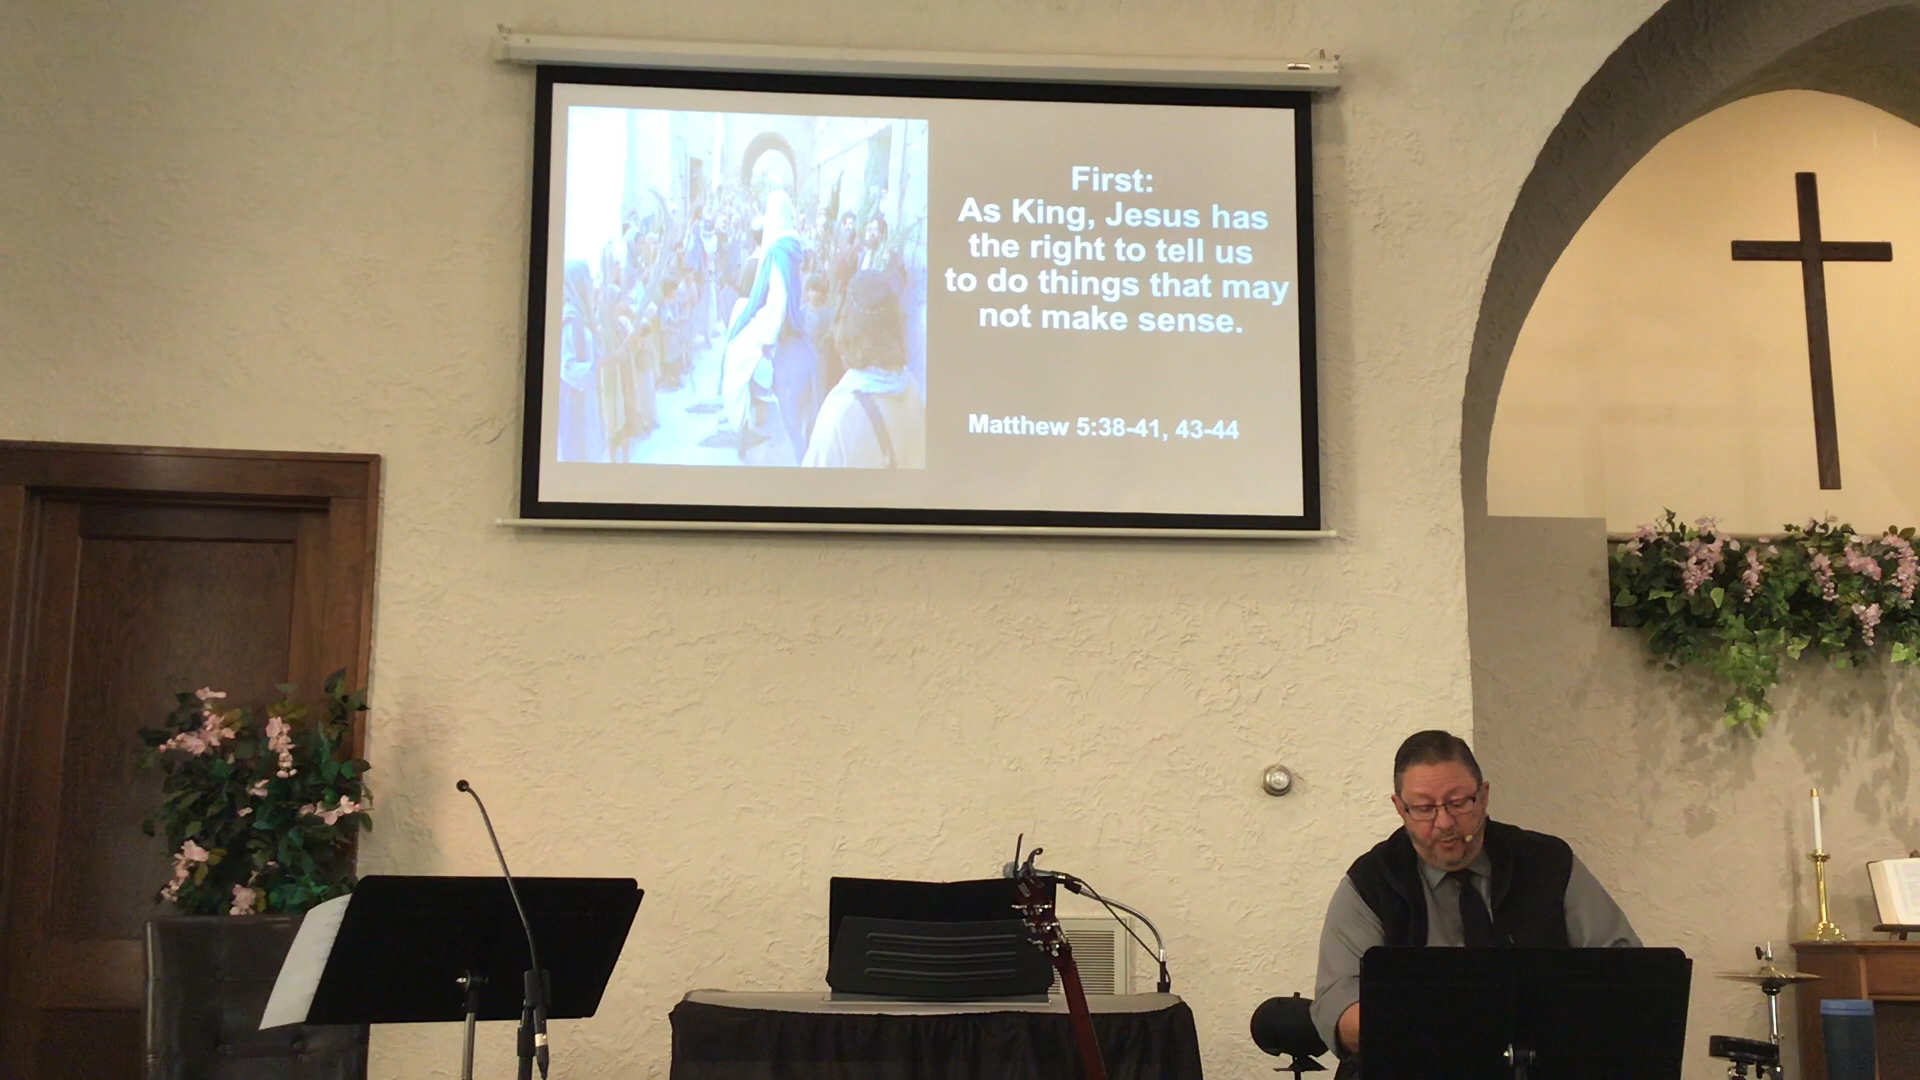 First:
As King, Jesus has
the right to tell us
to do things that may
not make sense.
Matthew 5:38-41, 43-44